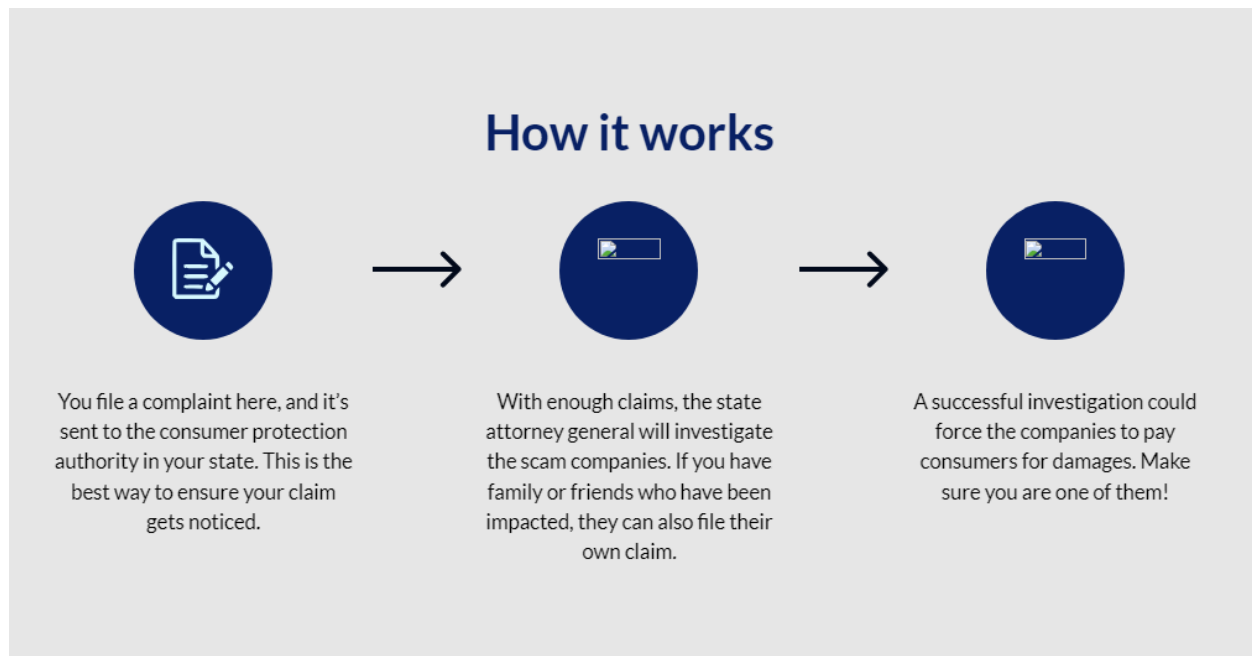 How it works
You file a complaint here, and it’s
sent to the consumer protection
authority in your state. This is the
best way to ensure your claim
gets noticed.
With enough claims, the state
attorney general will investigate
the scam companies. If you have
family or friends who have been
impacted, they can also file their
own claim.
A successful investigation could
force the companies to pay
consumers for damages. Make
sure you are one of them!